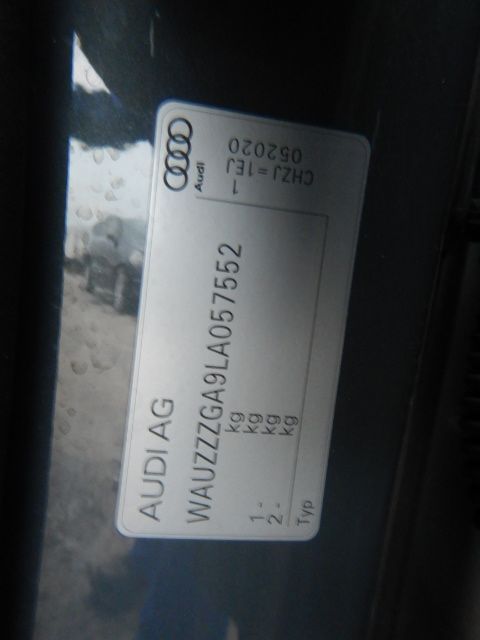 AUDI AG
WAUZZZGA9LA057552
kg
kg
1 - kg
2 - kg
Typ
Audi
1
CHZJ=1EJ
052020